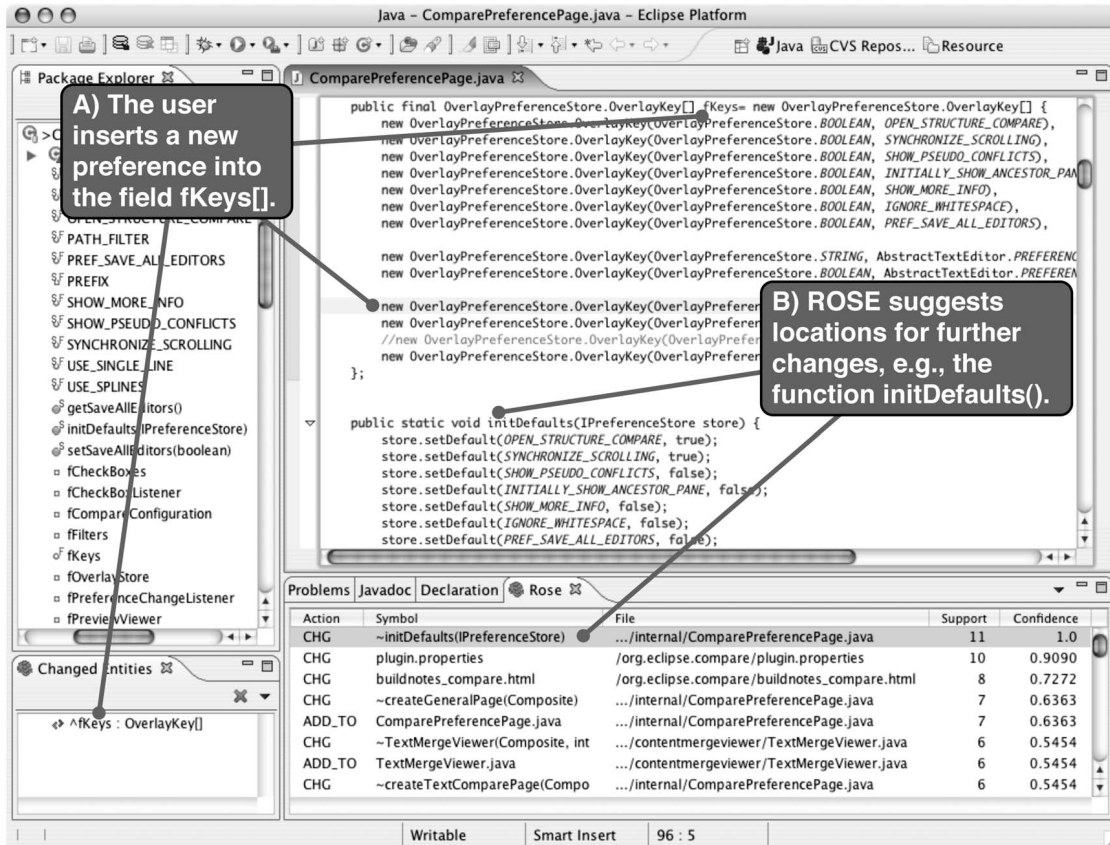 Java – ComparePreferencePage.java – Eclipse Platform
Java CVS Repos... Resource
Package Explorer
ComparePreferencePage.java
A) The user
inserts a new
preference into
the field fKeys[].
PATH_FILTER
PREF_SAVE_ALL_EDITORS
PREFIX
SHOW_MORE_INFO
SHOW_PSEUDO_CONFLICTS
SYNCHRONIZE_SCROLLING
USE_SINGLE_LINE
USE_SPLINES
getSaveAllEditors()
initDefaults(IPreferenceStore)
setSaveAllEditors(boolean)
fCheckBoxes
fCheckBoxListener
fCompareConfiguration
fFilters
fKeys
fOverlayStore
fPreferenceChangeListener
fPreviewViewer
public final OverlayPreferenceStore.OverlayKey[] fKeys= new OverlayPreferenceStore.OverlayKey[] {
new OverlayPreferenceStore.OverlayKey(OverlayPreferenceStore.BOOLEAN, OPEN_STRUCTURE_COMPARE),
new OverlayPreferenceStore.OverlayKey(OverlayPreferenceStore.BOOLEAN, SYNCHRONIZE_SCROLLING),
new OverlayPreferenceStore.OverlayKey(OverlayPreferenceStore.BOOLEAN, SHOW_PSEUDO_CONFLICTS),
new OverlayPreferenceStore.OverlayKey(OverlayPreferenceStore.BOOLEAN, INITIALLY_SHOW_ANCESTOR_PAN
new OverlayPreferenceStore.OverlayKey(OverlayPreferenceStore.BOOLEAN, SHOW_MORE_INFO),
new OverlayPreferenceStore.OverlayKey(OverlayPreferenceStore.BOOLEAN, IGNORE_WHITESPACE),
new OverlayPreferenceStore.OverlayKey(OverlayPreferenceStore.BOOLEAN, PREF_SAVE_ALL_EDITORS),
new OverlayPreferenceStore.OverlayKey(OverlayPreferenceStore.STRING, AbstractTextEditor.PREFERENC
new OverlayPreferenceStore.OverlayKey(OverlayPreferenceStore.BOOLEAN, AbstractTextEditor.PREFEREN
new OverlayPreferenceStore.OverlayKey(OverlayPrefer
new OverlayPreferenceStore.OverlayKey(OverlayPrefer
//new OverlayPreferenceStore.OverlayKey(OverlayPrefer
new OverlayPreferenceStore.OverlayKey(OverlayPrefer
};
B) ROSE suggests
locations for further
changes, e.g., the
function initDefaults().
public static void initDefaults(IPreferenceStore store) {
store.setDefault(OPEN_STRUCTURE_COMPARE, true);
store.setDefault(SYNCHRONIZE_SCROLLING, true);
store.setDefault(SHOW_PSEUDO_CONFLICTS, false);
store.setDefault(INITIALLY_SHOW_ANCESTOR_PANE, false);
store.setDefault(SHOW_MORE_INFO, false);
store.setDefault(IGNORE_WHITESPACE, false);
store.setDefault(PREF_SAVE_ALL_EDITORS, false);
Changed Entities
^fKeys : OverlayKey[]
Problems Javadoc Declaration Rose
Action Symbol File Support Confidence
CHG ~initDefaults(IPreferenceStore) .../internal/ComparePreferencePage.java 11 1.0
CHG plugin.properties /org.eclipse.compare/plugin.properties 10 0.9090
CHG buildnotes_compare.html /org.eclipse.compare/buildnotes_compare.html 8 0.7272
CHG ~createGeneralPage(Composite) .../internal/ComparePreferencePage.java 7 0.6363
ADD_TO ComparePreferencePage.java .../internal/ComparePreferencePage.java 7 0.6363
CHG ~TextMergeViewer(Composite, int .../contentmergeviewer/TextMergeViewer.java 6 0.5454
ADD_TO TextMergeViewer.java .../contentmergeviewer/TextMergeViewer.java 6 0.5454
CHG ~createTextComparePage(Compo .../internal/ComparePreferencePage.java 6 0.5454
Writable Smart Insert 96 : 5